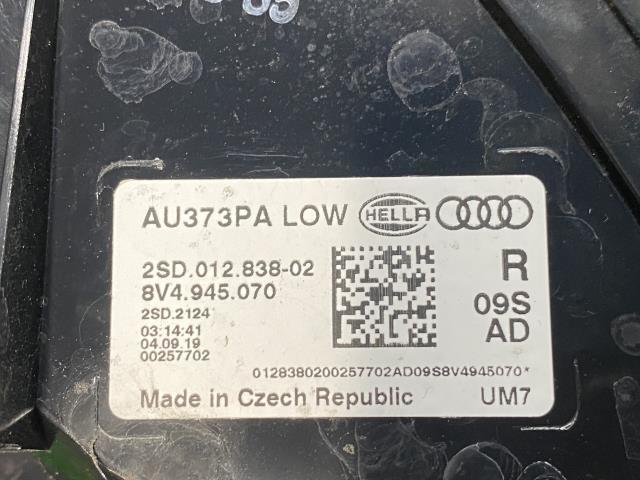 AU373PA LOW HELLA
2SD.012.838-02
8V4.945.070
2SD.2124
03:14:41
04.09.19
00257702
R
09S
AD
0128380200257702AD09S8V4945070*
Made in Czech Republic UM7